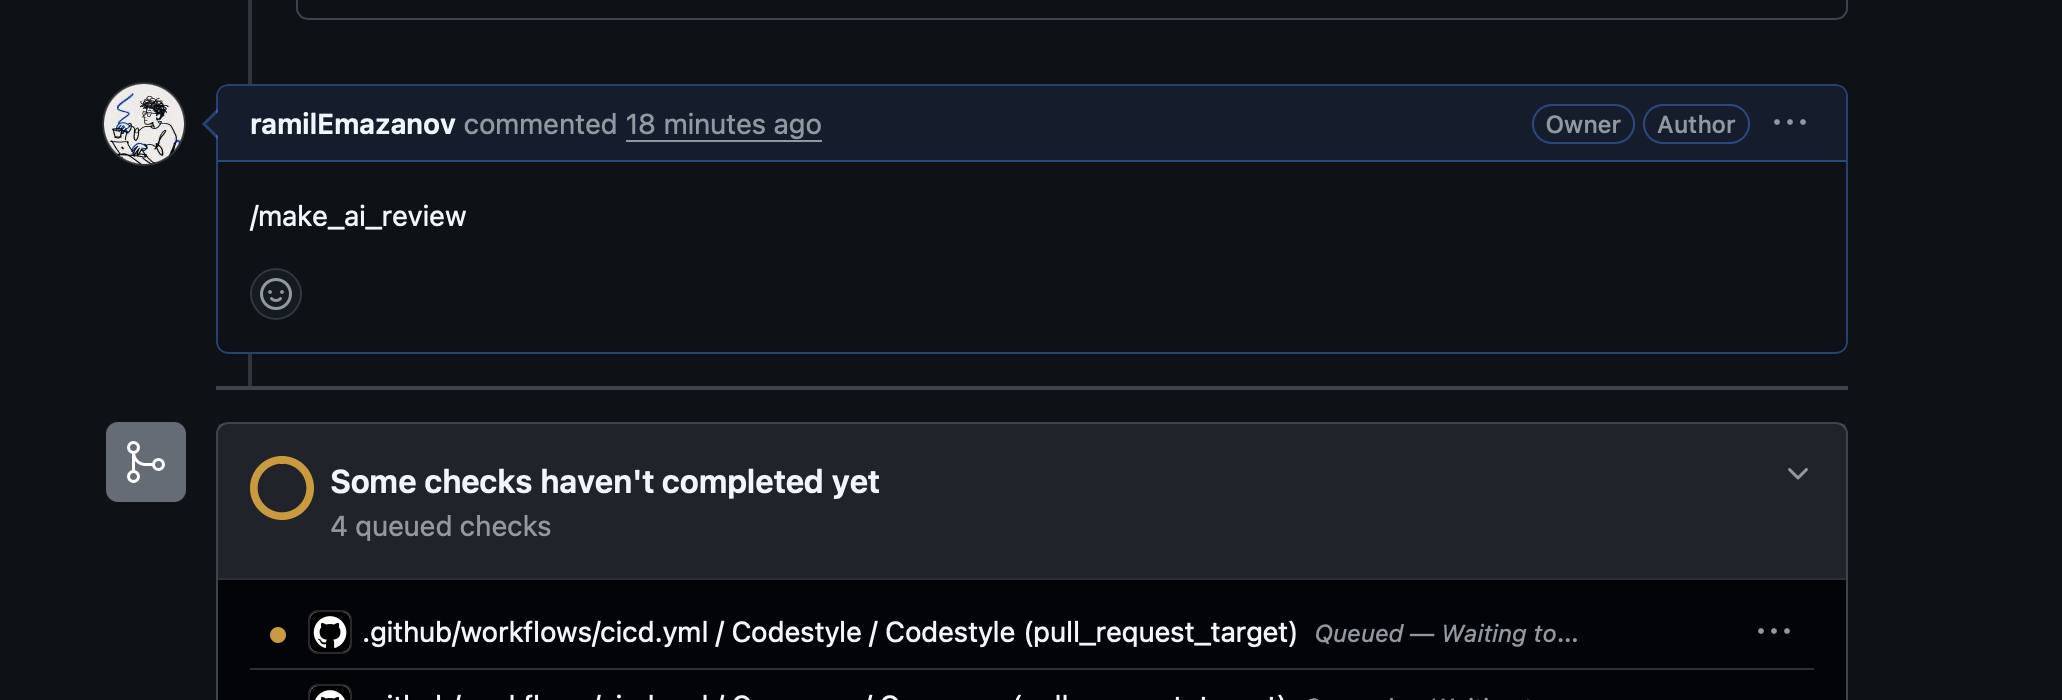 ramilEmazanov commented 18 minutes ago Owner Author
/make_ai_review
Some checks haven't completed yet
4 queued checks
.github/workflows/cicd.yml / Codestyle / Codestyle (pull_request_target) Queued — Waiting to...